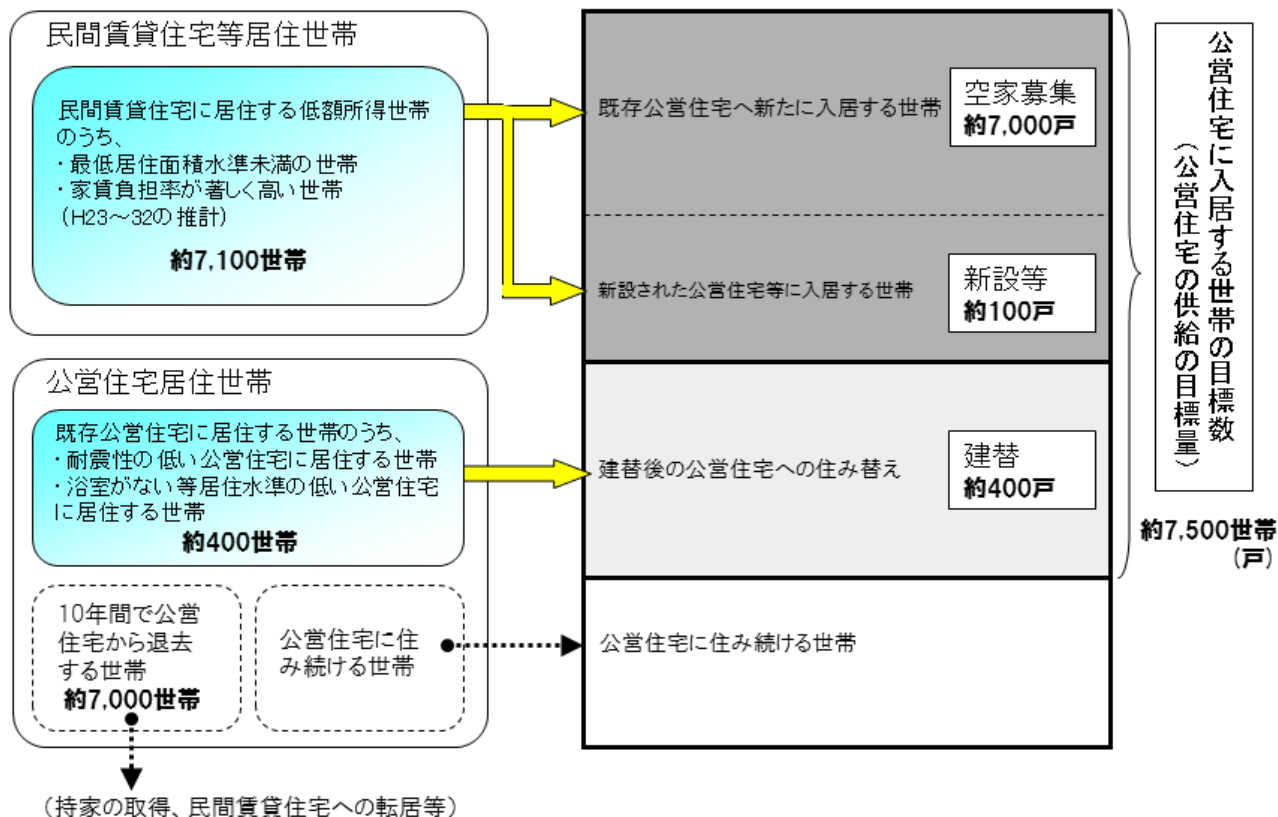 民間賃貸住宅等居住世帯
民間賃貸住宅に居住する低額所得世帯
のうち、
・最低居住面積水準未満の世帯
・家賃負担率が著しく高い世帯
(H23～32の推計)
約7,100世帯
既存公営住宅へ新たに入居する世帯
空家募集
約7,000戸
新設された公営住宅等に入居する世帯
新設等
約100戸
公営住宅居住世帯
既存公営住宅に居住する世帯のうち、
・耐震性の低い公営住宅に居住する世帯
・浴室がない等居住水準の低い公営住宅
に居住する世帯
約400世帯
建替後の公営住宅への住み替え
建替
約400戸
10年間で公営
住宅から退去
する世帯
約7,000世帯
公営住宅に住
み続ける世帯
公営住宅に住み続ける世帯
(持家の取得、民間賃貸住宅への転居等)
公営住宅に入居する世帯の目標数
(公営住宅の供給の目標量)
約7,500世帯
(戸)